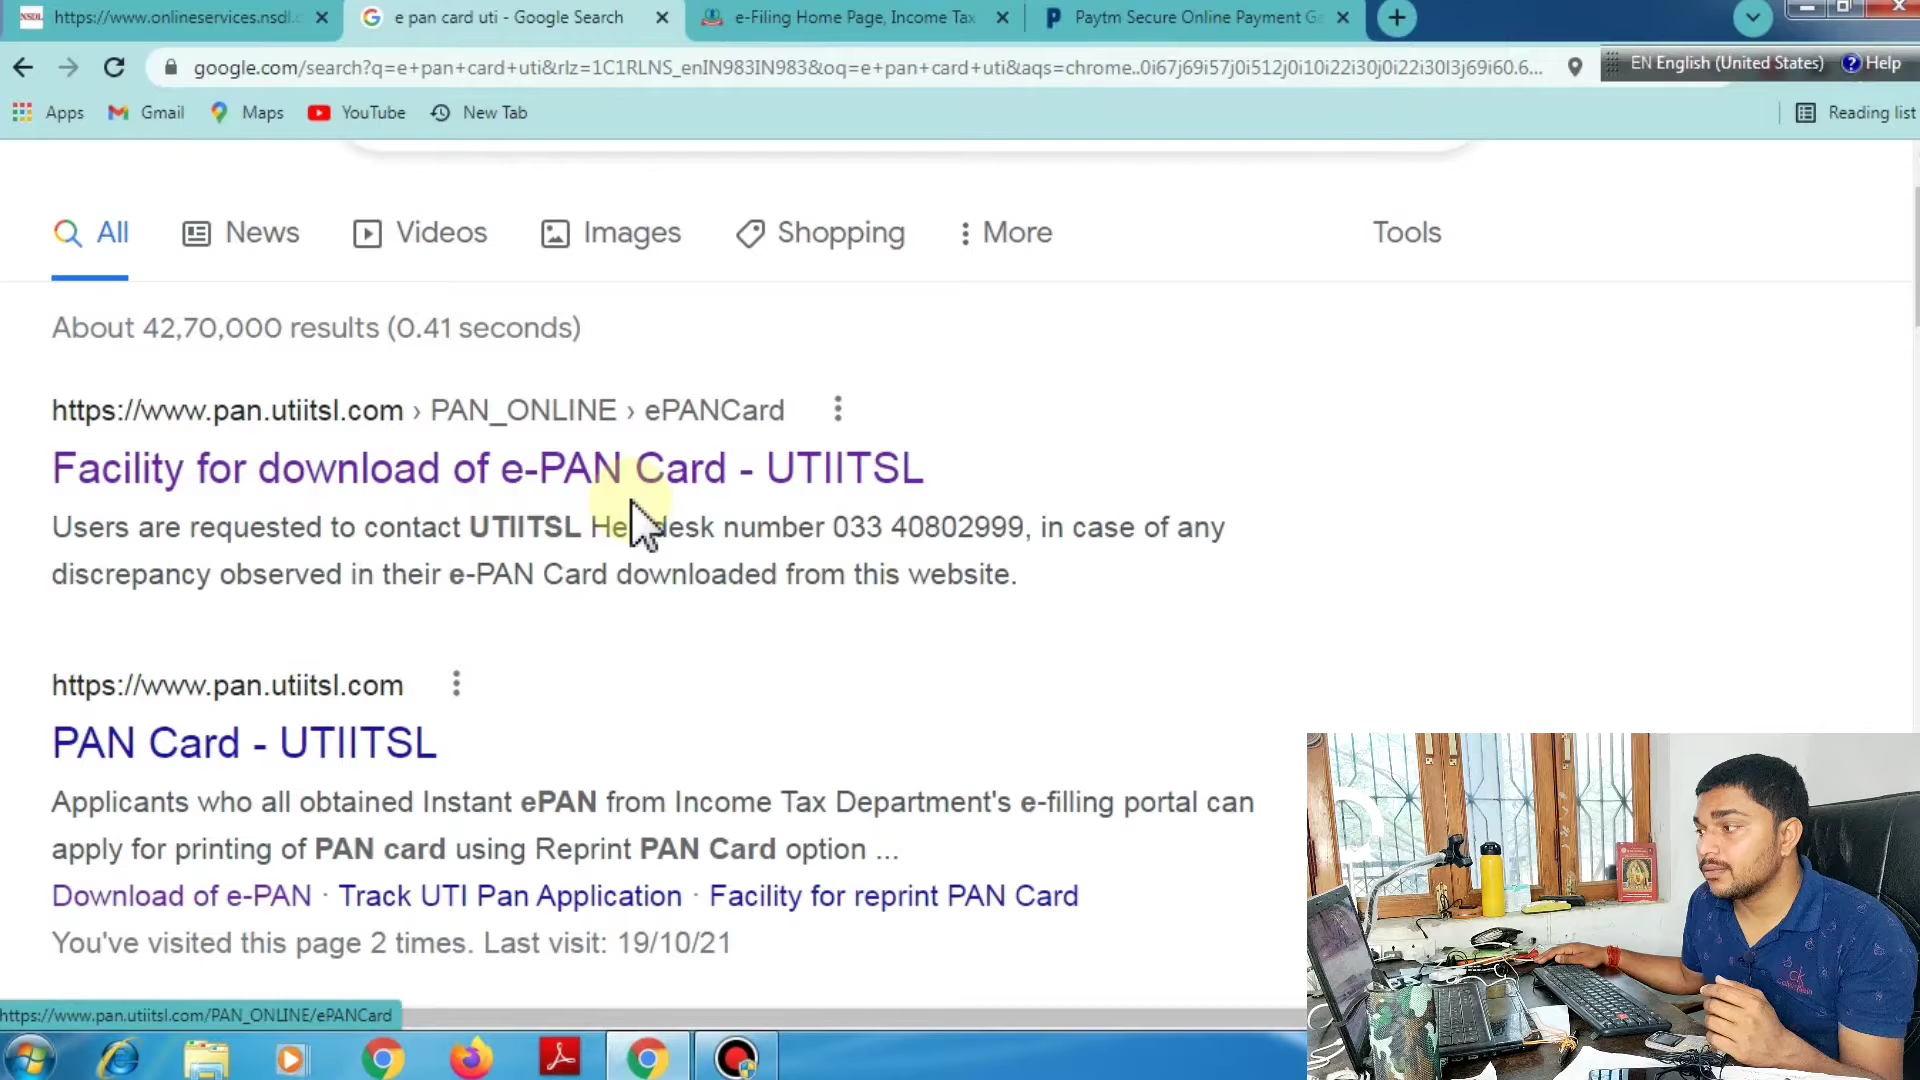 https://www.onlineservices.nsdl.c
e pan card uti - Google Search
e-Filing Home Page, Income Tax
Paytm Secure Online Payment Ga
google.com/search?q=e+pan+card+uti&rlz=1C1RLNS_enIN983IN983&oq=e+pan+card+uti&aqs=chrome..0i67j69i57j0i512j0i10i22i30j0i22i30l3j69i60.6...
EN English (United States)
Help
Apps
Gmail
Maps
YouTube
New Tab
Reading list
All
News
Videos
Images
Shopping
More
Tools
About 42,70,000 results (0.41 seconds)
https://www.pan.utiitsl.com › PAN_ONLINE › ePANCard
Facility for download of e-PAN Card - UTIITSL
Users are requested to contact UTIITSL Helpdesk number 033 40802999, in case of any
discrepancy observed in their e-PAN Card downloaded from this website.
https://www.pan.utiitsl.com
PAN Card - UTIITSL
Applicants who all obtained Instant ePAN from Income Tax Department's e-filling portal can
apply for printing of PAN card using Reprint PAN Card option ...
Download of e-PAN · Track UTI Pan Application · Facility for reprint PAN Card
You've visited this page 2 times. Last visit: 19/10/21
https://www.pan.utiitsl.com/PAN_ONLINE/ePANCard